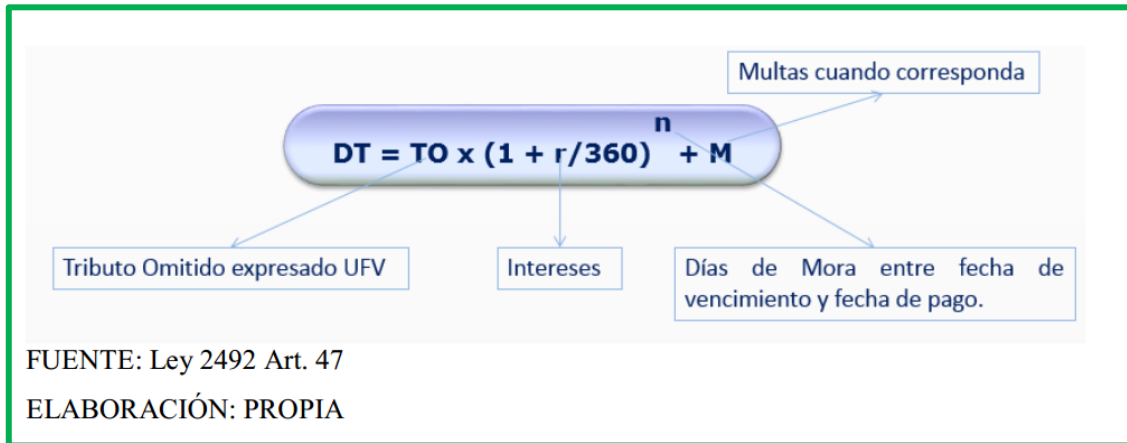 Multas cuando corresponda
DT = TO x (1 + r/360)ⁿ + M
Tributo Omitido expresado UFV
Intereses
Días de Mora entre fecha de
vencimiento y fecha de pago.
FUENTE: Ley 2492 Art. 47
ELABORACIÓN: PROPIA